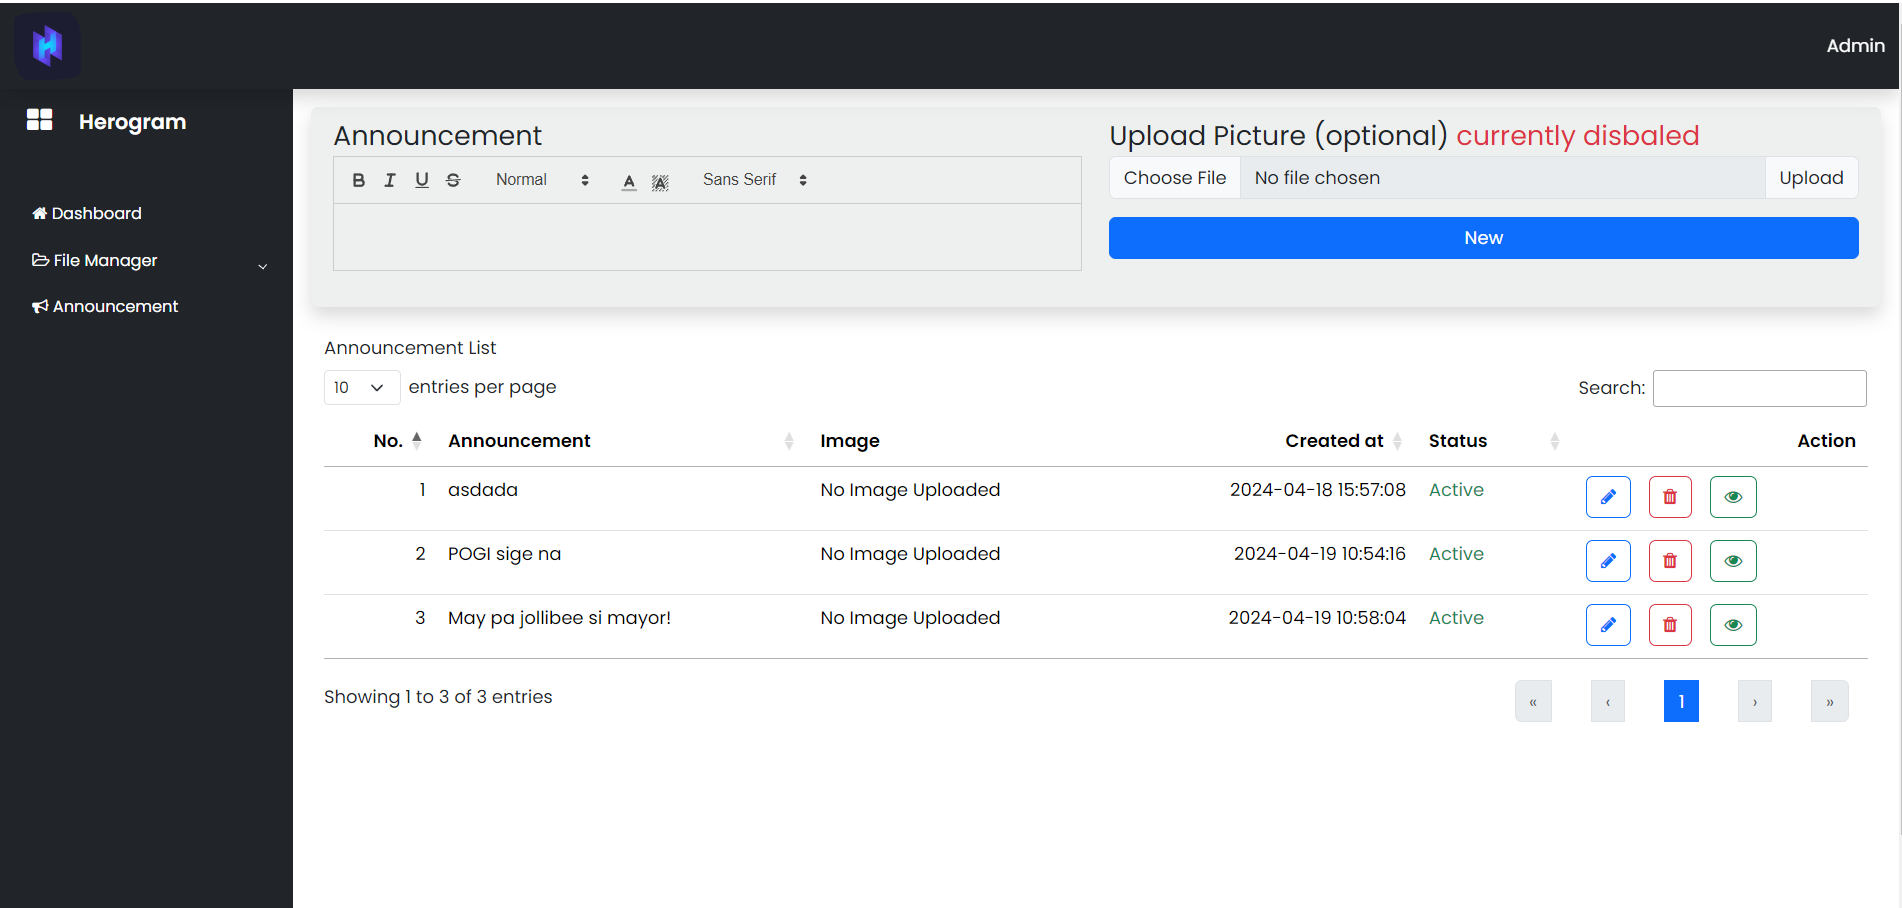 Admin
Herogram
Dashboard
File Manager
Announcement
Announcement
Upload Picture (optional) currently disbaled
B I U S Normal A A Sans Serif
Choose File No file chosen Upload
New
Announcement List
10 entries per page
Search:
No. Announcement Image Created at Status Action
1 asdada No Image Uploaded 2024-04-18 15:57:08 Active
2 POGI sige na No Image Uploaded 2024-04-19 10:54:16 Active
3 May pa jollibee si mayor! No Image Uploaded 2024-04-19 10:58:04 Active
Showing 1 to 3 of 3 entries
« ‹ 1 › »